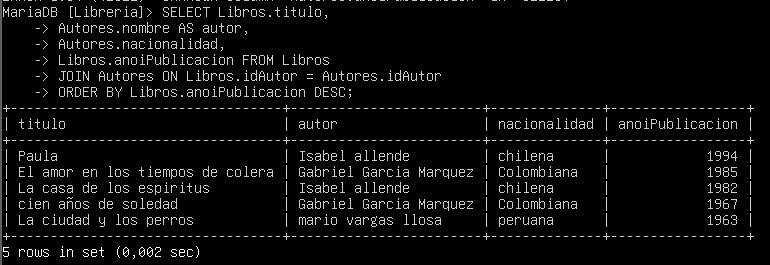 MariaDB [Libreria]> SELECT Libros.titulo,
    -> Autores.nombre AS autor,
    -> Autores.nacionalidad,
    -> Libros.anoiPublicacion FROM Libros
    -> JOIN Autores ON Libros.idAutor = Autores.idAutor
    -> ORDER BY Libros.anoiPublicacion DESC;
+-------------------------------+------------------------+--------------+-----------------+
| titulo                        | autor                  | nacionalidad | anoiPublicacion |
+-------------------------------+------------------------+--------------+-----------------+
| Paula                         | Isabel allende         | chilena      |            1994 |
| El amor en los tiempos de colera | Gabriel Garcia Marquez | Colombiana   |            1985 |
| La casa de los espiritus      | Isabel allende         | chilena      |            1982 |
| cien años de soledad          | Gabriel Garcia Marquez | Colombiana   |            1967 |
| La ciudad y los perros        | mario vargas llosa     | peruana      |            1963 |
+-------------------------------+------------------------+--------------+-----------------+
5 rows in set (0,002 sec)